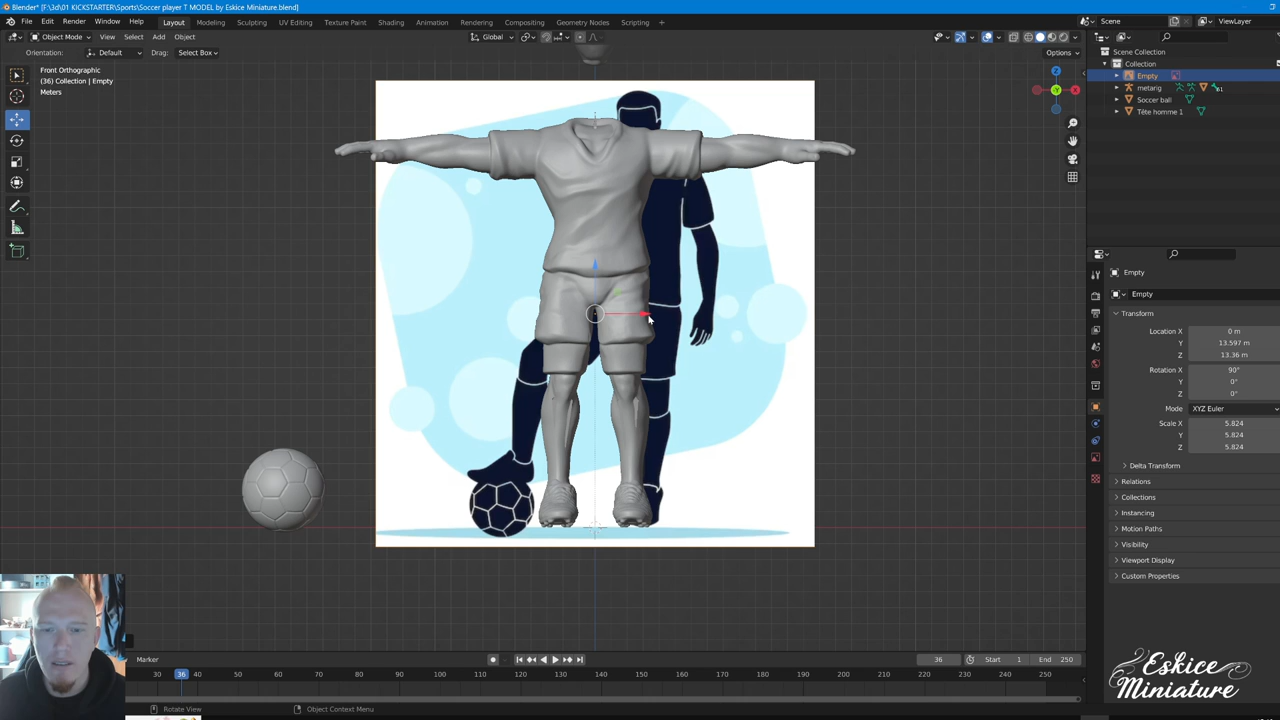 Blender* [F:\3d\01 KICKSTARTER\Sports\Soccer player T MODEL by Eskice Miniature.blend]
File Edit Render Window Help Layout Modeling Sculpting UV Editing Texture Paint Shading Animation Rendering Compositing Geometry Nodes Scripting + Scene ViewLayer
Object Mode View Select Add Object Global
Orientation: Default Drag: Select Box Options
Front Orthographic
(36) Collection | Empty
Meters
Z
X
Y
Scene Collection
Collection
Empty
metarig
Soccer ball
Tête homme 1
Empty
Empty
Transform
Location X 0 m
Y 13.597 m
Z 13.36 m
Rotation X 90°
Y 0°
Z 0°
Mode XYZ Euler
Scale X 5.824
Y 5.824
Z 5.824
Delta Transform
Relations
Collections
Instancing
Motion Paths
Visibility
Viewport Display
Custom Properties
Marker 36 Start 1 End 250
30 36 40 50 60 70 80 90 100 110 120 130 140 150 160 170 180 190 200 210 220 230 240 250
Rotate View Object Context Menu
Eskice
Miniature